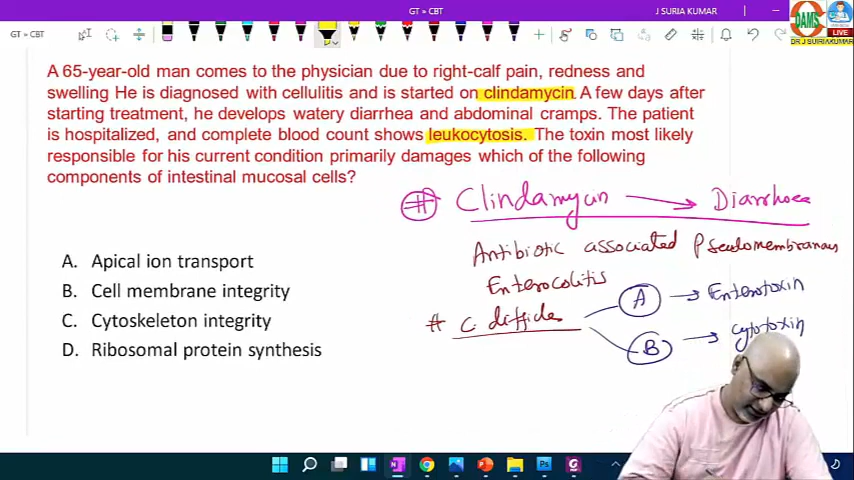 GT » CBT
J SURIA KUMAR
GT » CBT
DAMS
LIVE
DR J SURIAKUMAR
A 65-year-old man comes to the physician due to right-calf pain, redness and
swelling He is diagnosed with cellulitis and is started on clindamycin. A few days after
starting treatment, he develops watery diarrhea and abdominal cramps. The patient
is hospitalized, and complete blood count shows leukocytosis. The toxin most likely
responsible for his current condition primarily damages which of the following
components of intestinal mucosal cells?
# Clindamycin → Diarrhoea
Antibiotic associated Pseudomembranous
Enterocolitis
A → Enterotoxin
# C. difficle
B → cytotoxin
A. Apical ion transport
B. Cell membrane integrity
C. Cytoskeleton integrity
D. Ribosomal protein synthesis